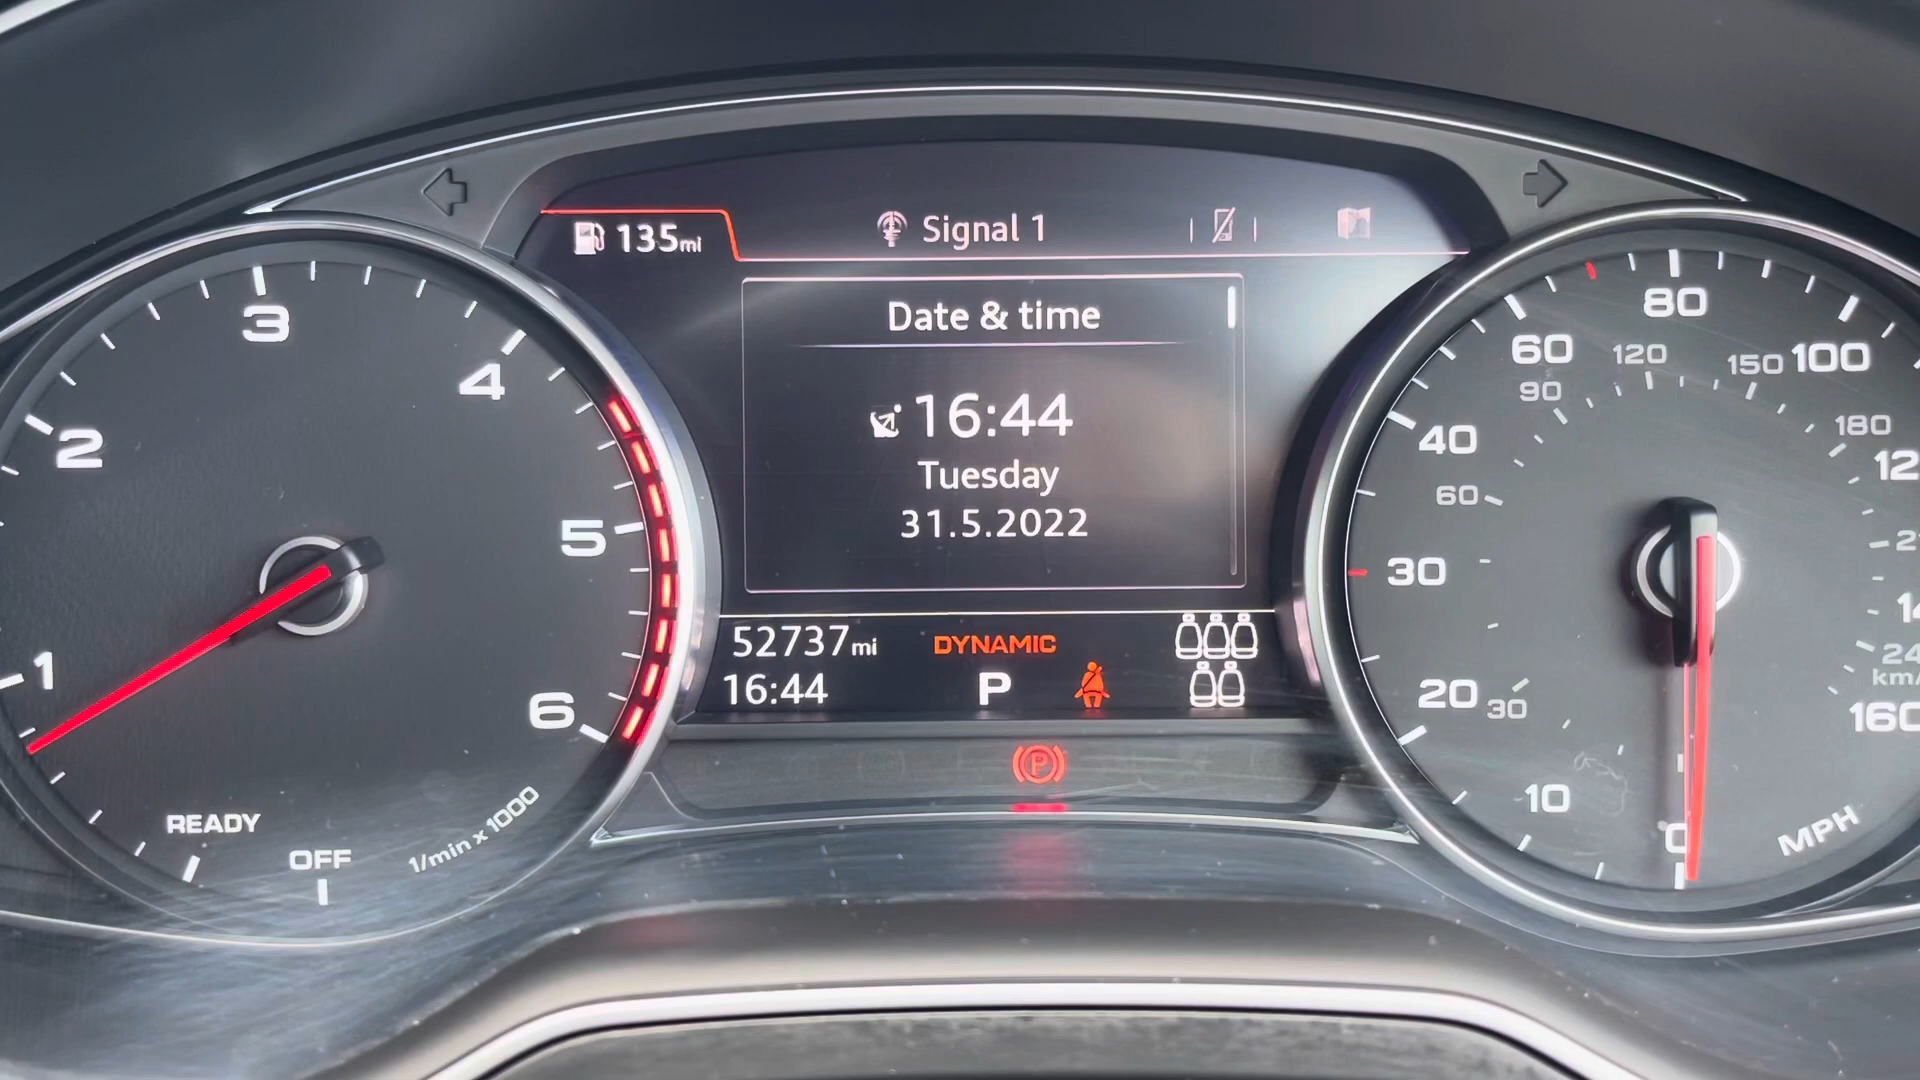 135mi
Signal 1
Date & time
16:44
Tuesday
31.5.2022
52737mi
DYNAMIC
16:44
P
P
1
2
3
4
5
6
READY
OFF
1/min x 1000
0
10
20
30
40
60
80
100
160
30
60
90
120
150
180
MPH